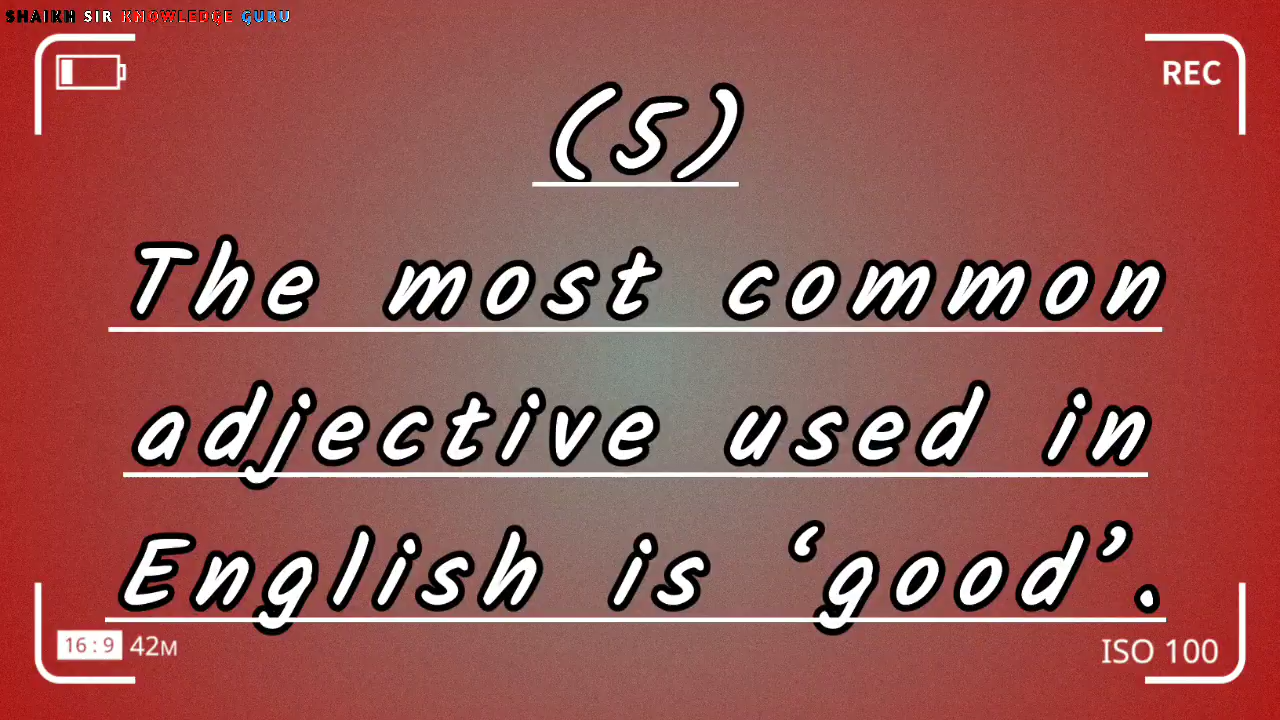 SHAIKH SIR KNOWLEDGE GURU
REC
(5)
The most common
adjective used in
English is ‘good’.
16:9 42M
ISO 100